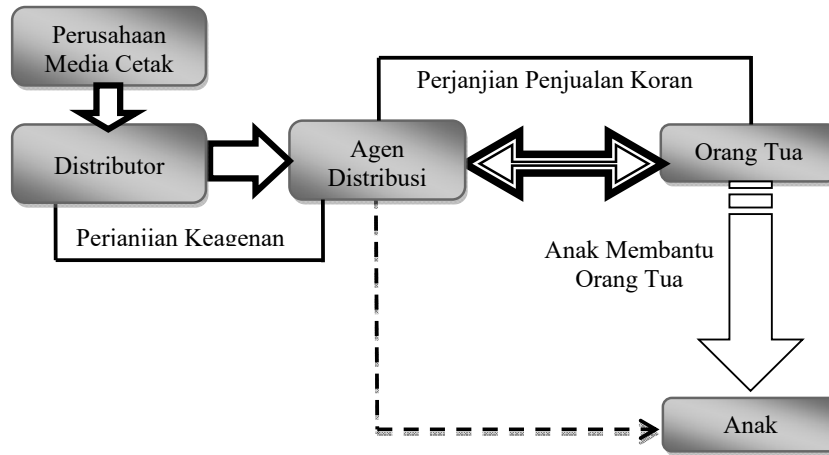 Perusahaan
Media Cetak
Perjanjian Penjualan Koran
Distributor
Agen
Distribusi
Orang Tua
Perjanjian Keagenan
Anak Membantu
Orang Tua
Anak